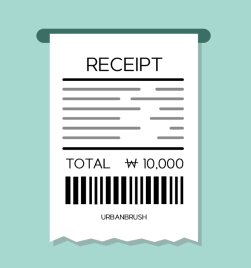 RECEIPT
TOTAL ₩ 10,000
URBANBRUSH